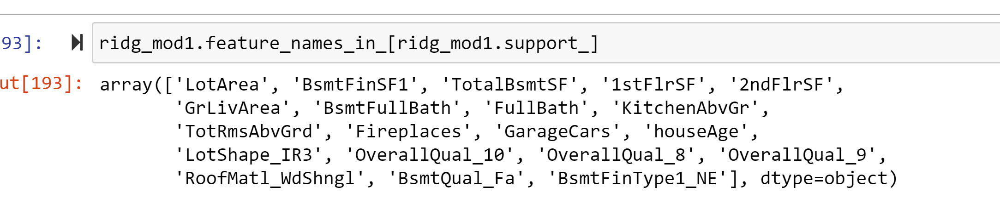 93]: ridg_mod1.feature_names_in_[ridg_mod1.support_]
ut[193]: array(['LotArea', 'BsmtFinSF1', 'TotalBsmtSF', '1stFlrSF', '2ndFlrSF',
'GrLivArea', 'BsmtFullBath', 'FullBath', 'KitchenAbvGr',
'TotRmsAbvGrd', 'Fireplaces', 'GarageCars', 'houseAge',
'LotShape_IR3', 'OverallQual_10', 'OverallQual_8', 'OverallQual_9',
'RoofMatl_WdShngl', 'BsmtQual_Fa', 'BsmtFinType1_NE'], dtype=object)